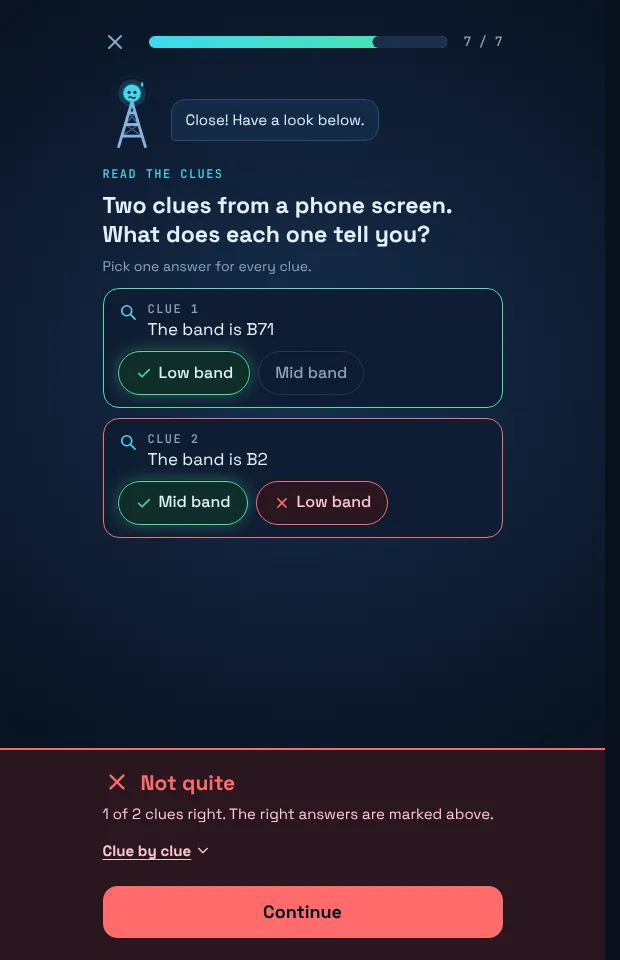 7 / 7
Close! Have a look below.
READ THE CLUES
Two clues from a phone screen.
What does each one tell you?
Pick one answer for every clue.
CLUE 1
The band is B71
Low band
Mid band
CLUE 2
The band is B2
Mid band
Low band
Not quite
1 of 2 clues right. The right answers are marked above.
Clue by clue
Continue